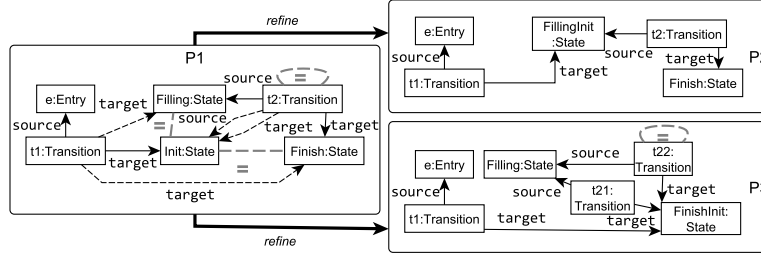 refine
P1
e:Entry
Filling:State
source
=
t2:Transition
target
source
=
source
target
target
t1:Transition
target
Init:State
=
Finish:State
target
refine
e:Entry
FillingInit
:State
t2:Transition
source
source
target
t1:Transition
target
Finish:State
e:Entry
Filling:State
source
=
t22:
Transition
source
source
t21:
Transition
target
t1:Transition
target
target
FinishInit:
State